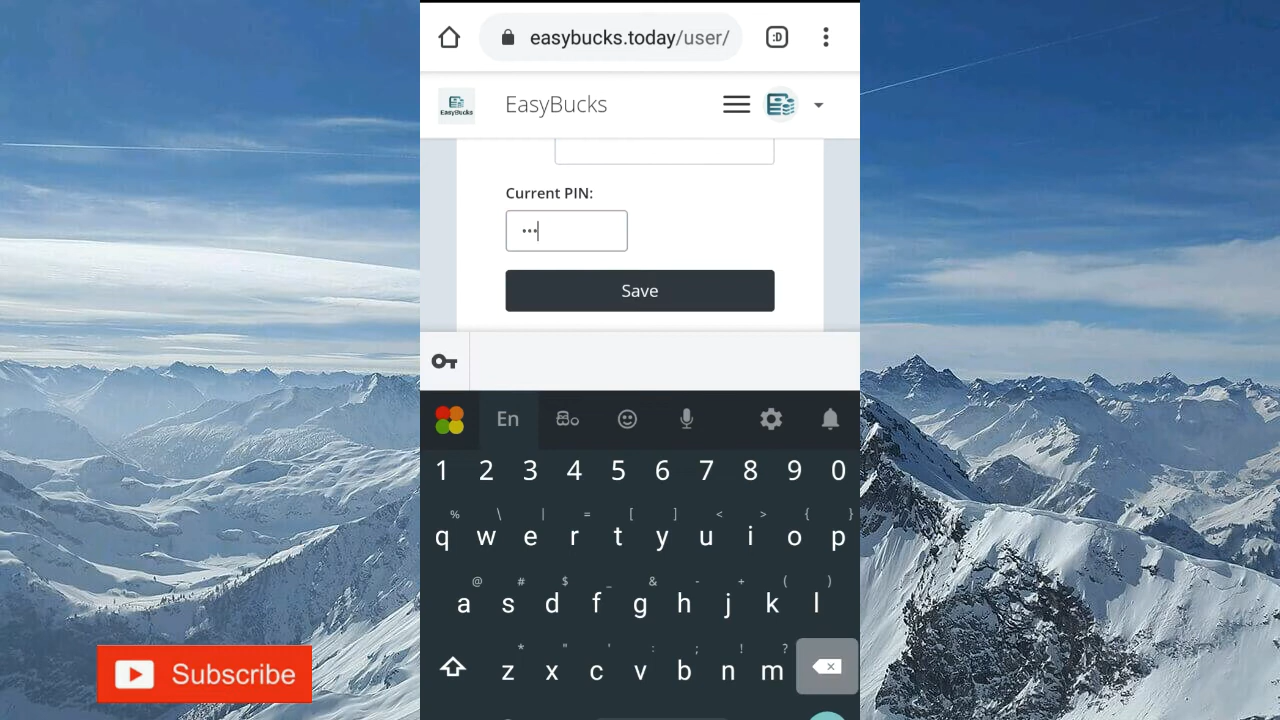 easybucks.today/user/
:D
EasyBucks
EasyBucks
Current PIN:
•••
Save
En
1 2 3 4 5 6 7 8 9 0
% \ | = [ ] < > { }
q w e r t y u i o p
@ # $ _ & - + ( )
a s d f g h j k l
* " ' : ; ! ?
z x c v b n m
Subscribe